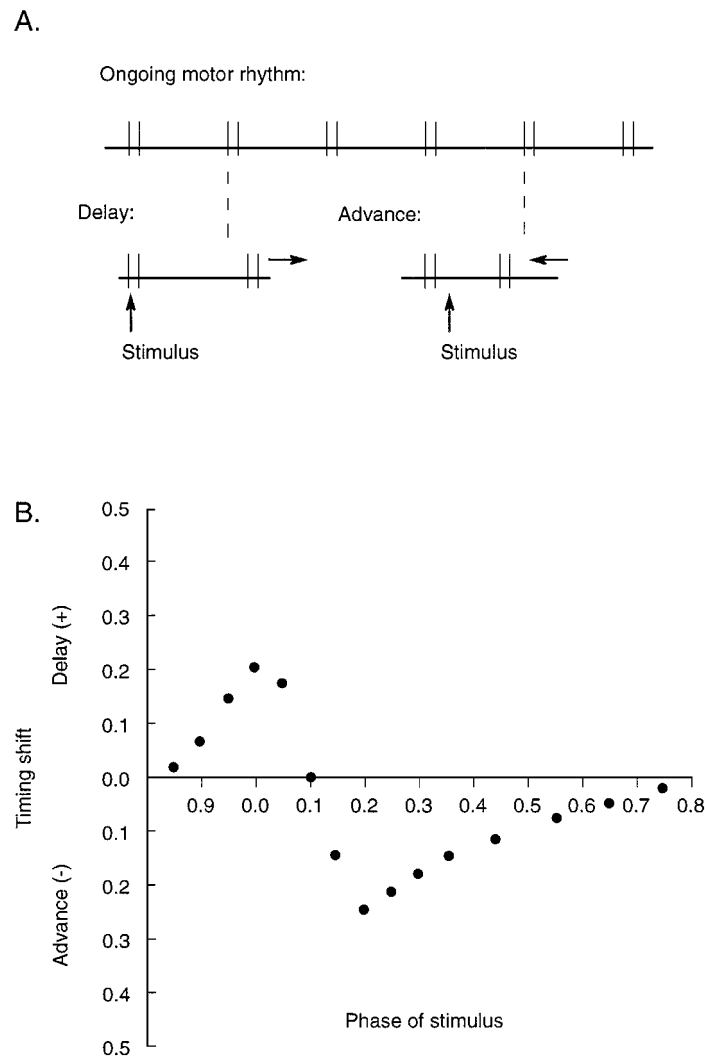 A.
Ongoing motor rhythm:
Delay:
Advance:
Stimulus
Stimulus
B.
0.5
0.4
0.3
0.2
0.1
0.0
0.1
0.2
0.3
0.4
0.5
Delay (+)
Timing shift
Advance (-)
0.9 0.0 0.1 0.2 0.3 0.4 0.5 0.6 0.7 0.8
Phase of stimulus